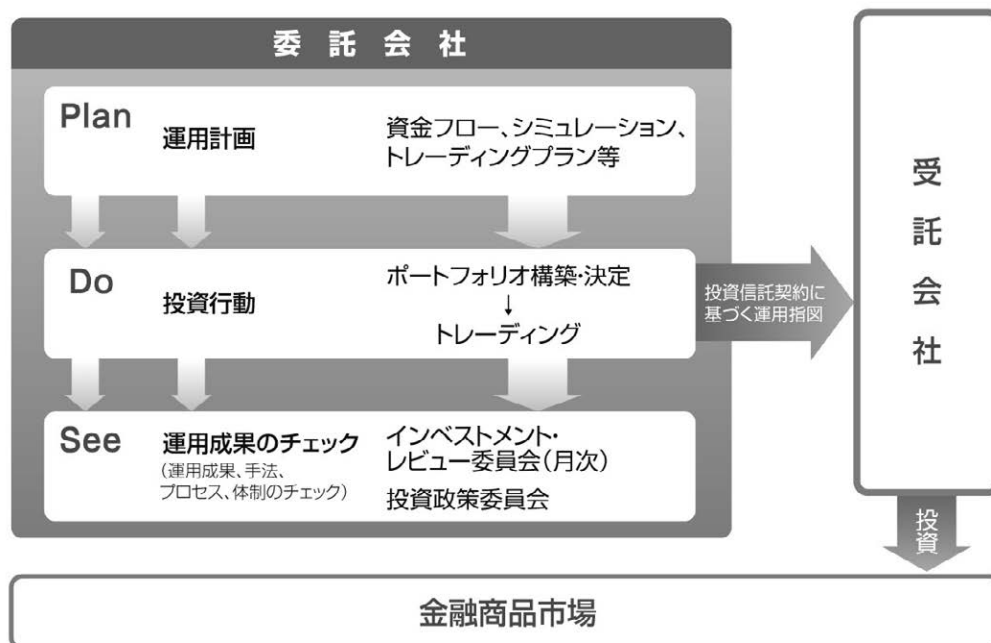 委託会社
Plan
運用計画
資金フロー、シミュレーション、
トレーディングプラン等
Do
投資行動
ポートフォリオ構築・決定
↓
トレーディング
See
運用成果のチェック
(運用成果、手法、
プロセス、体制のチェック)
インベストメント・
レビュー委員会(月次)
投資政策委員会
投資信託契約に
基づく運用指図
受託会社
投資
金融商品市場